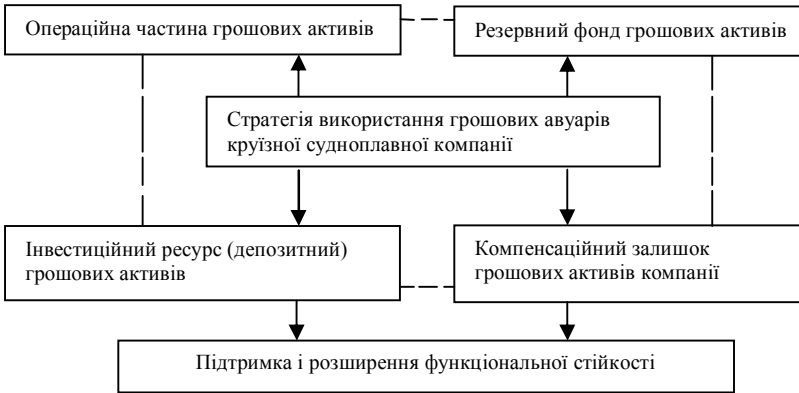 Операційна частина грошових активів
Резервний фонд грошових активів
Стратегія використання грошових авуарів
круїзної судноплавної компанії
Інвестиційний ресурс (депозитний)
грошових активів
Компенсаційний залишок
грошових активів компанії
Підтримка і розширення функціональної стійкості